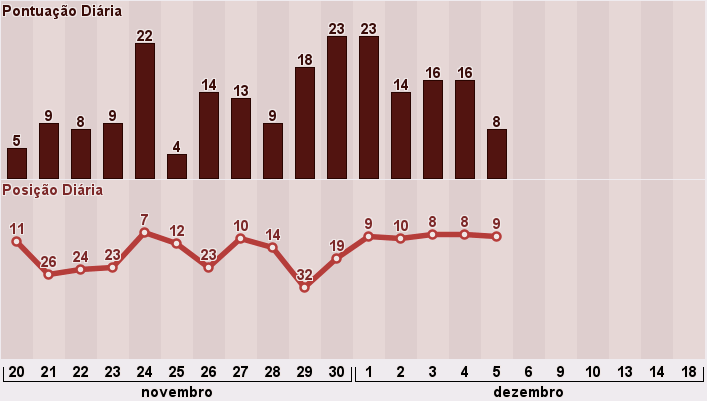 Pontuação Diária
5 9 8 9 22 4 14 13 9 18 23 23 14 16 16 8
Posição Diária
11 26 24 23 7 12 23 10 14 32 19 9 10 8 8 9
20 21 22 23 24 25 26 27 28 29 30 1 2 3 4 5 6 9 10 13 14 18
novembro dezembro